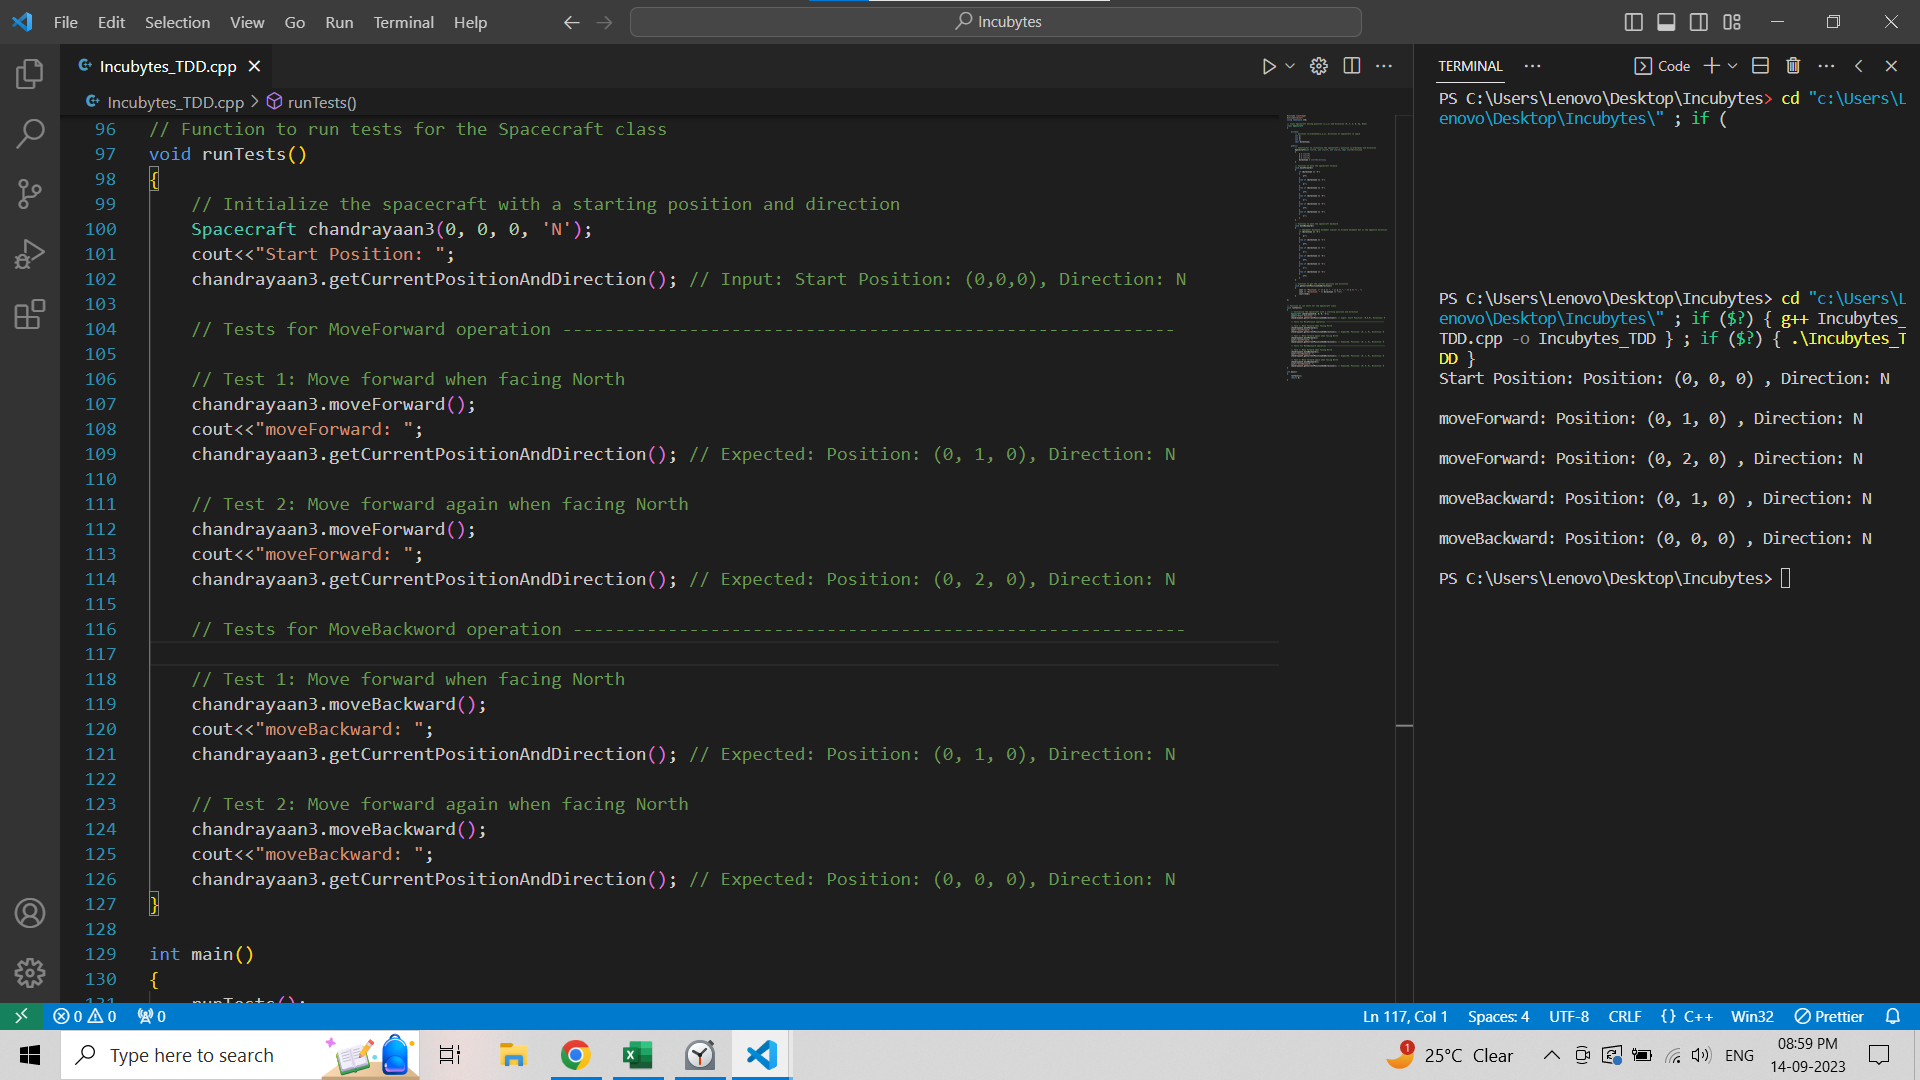 File Edit Selection View Go Run Terminal Help
Incubytes
Incubytes_TDD.cpp
Incubytes_TDD.cpp > runTests()
96 // Function to run tests for the Spacecraft class
97 void runTests()
98 {
99 // Initialize the spacecraft with a starting position and direction
100 Spacecraft chandrayaan3(0, 0, 0, 'N');
101 cout<<"Start Position: ";
102 chandrayaan3.getCurrentPositionAndDirection(); // Input: Start Position: (0,0,0), Direction: N
103
104 // Tests for MoveForward operation ----------------------------------------------------------
105
106 // Test 1: Move forward when facing North
107 chandrayaan3.moveForward();
108 cout<<"moveForward: ";
109 chandrayaan3.getCurrentPositionAndDirection(); // Expected: Position: (0, 1, 0), Direction: N
110
111 // Test 2: Move forward again when facing North
112 chandrayaan3.moveForward();
113 cout<<"moveForward: ";
114 chandrayaan3.getCurrentPositionAndDirection(); // Expected: Position: (0, 2, 0), Direction: N
115
116 // Tests for MoveBackword operation ----------------------------------------------------------
117
118 // Test 1: Move forward when facing North
119 chandrayaan3.moveBackward();
120 cout<<"moveBackward: ";
121 chandrayaan3.getCurrentPositionAndDirection(); // Expected: Position: (0, 1, 0), Direction: N
122
123 // Test 2: Move forward again when facing North
124 chandrayaan3.moveBackward();
125 cout<<"moveBackward: ";
126 chandrayaan3.getCurrentPositionAndDirection(); // Expected: Position: (0, 0, 0), Direction: N
127 }
128
129 int main()
130 {
131 runTests();
TERMINAL
Code
PS C:\Users\Lenovo\Desktop\Incubytes> cd "c:\Users\L
enovo\Desktop\Incubytes\" ; if (
PS C:\Users\Lenovo\Desktop\Incubytes> cd "c:\Users\L
enovo\Desktop\Incubytes\" ; if ($?) { g++ Incubytes_
TDD.cpp -o Incubytes_TDD } ; if ($?) { .\Incubytes_T
DD }
Start Position: Position: (0, 0, 0) , Direction: N
moveForward: Position: (0, 1, 0) , Direction: N
moveForward: Position: (0, 2, 0) , Direction: N
moveBackward: Position: (0, 1, 0) , Direction: N
moveBackward: Position: (0, 0, 0) , Direction: N
PS C:\Users\Lenovo\Desktop\Incubytes>
0 0 0
Ln 117, Col 1 Spaces: 4 UTF-8 CRLF {} C++ Win32 Prettier
Type here to search
1
25°C Clear
ENG
08:59 PM
14-09-2023